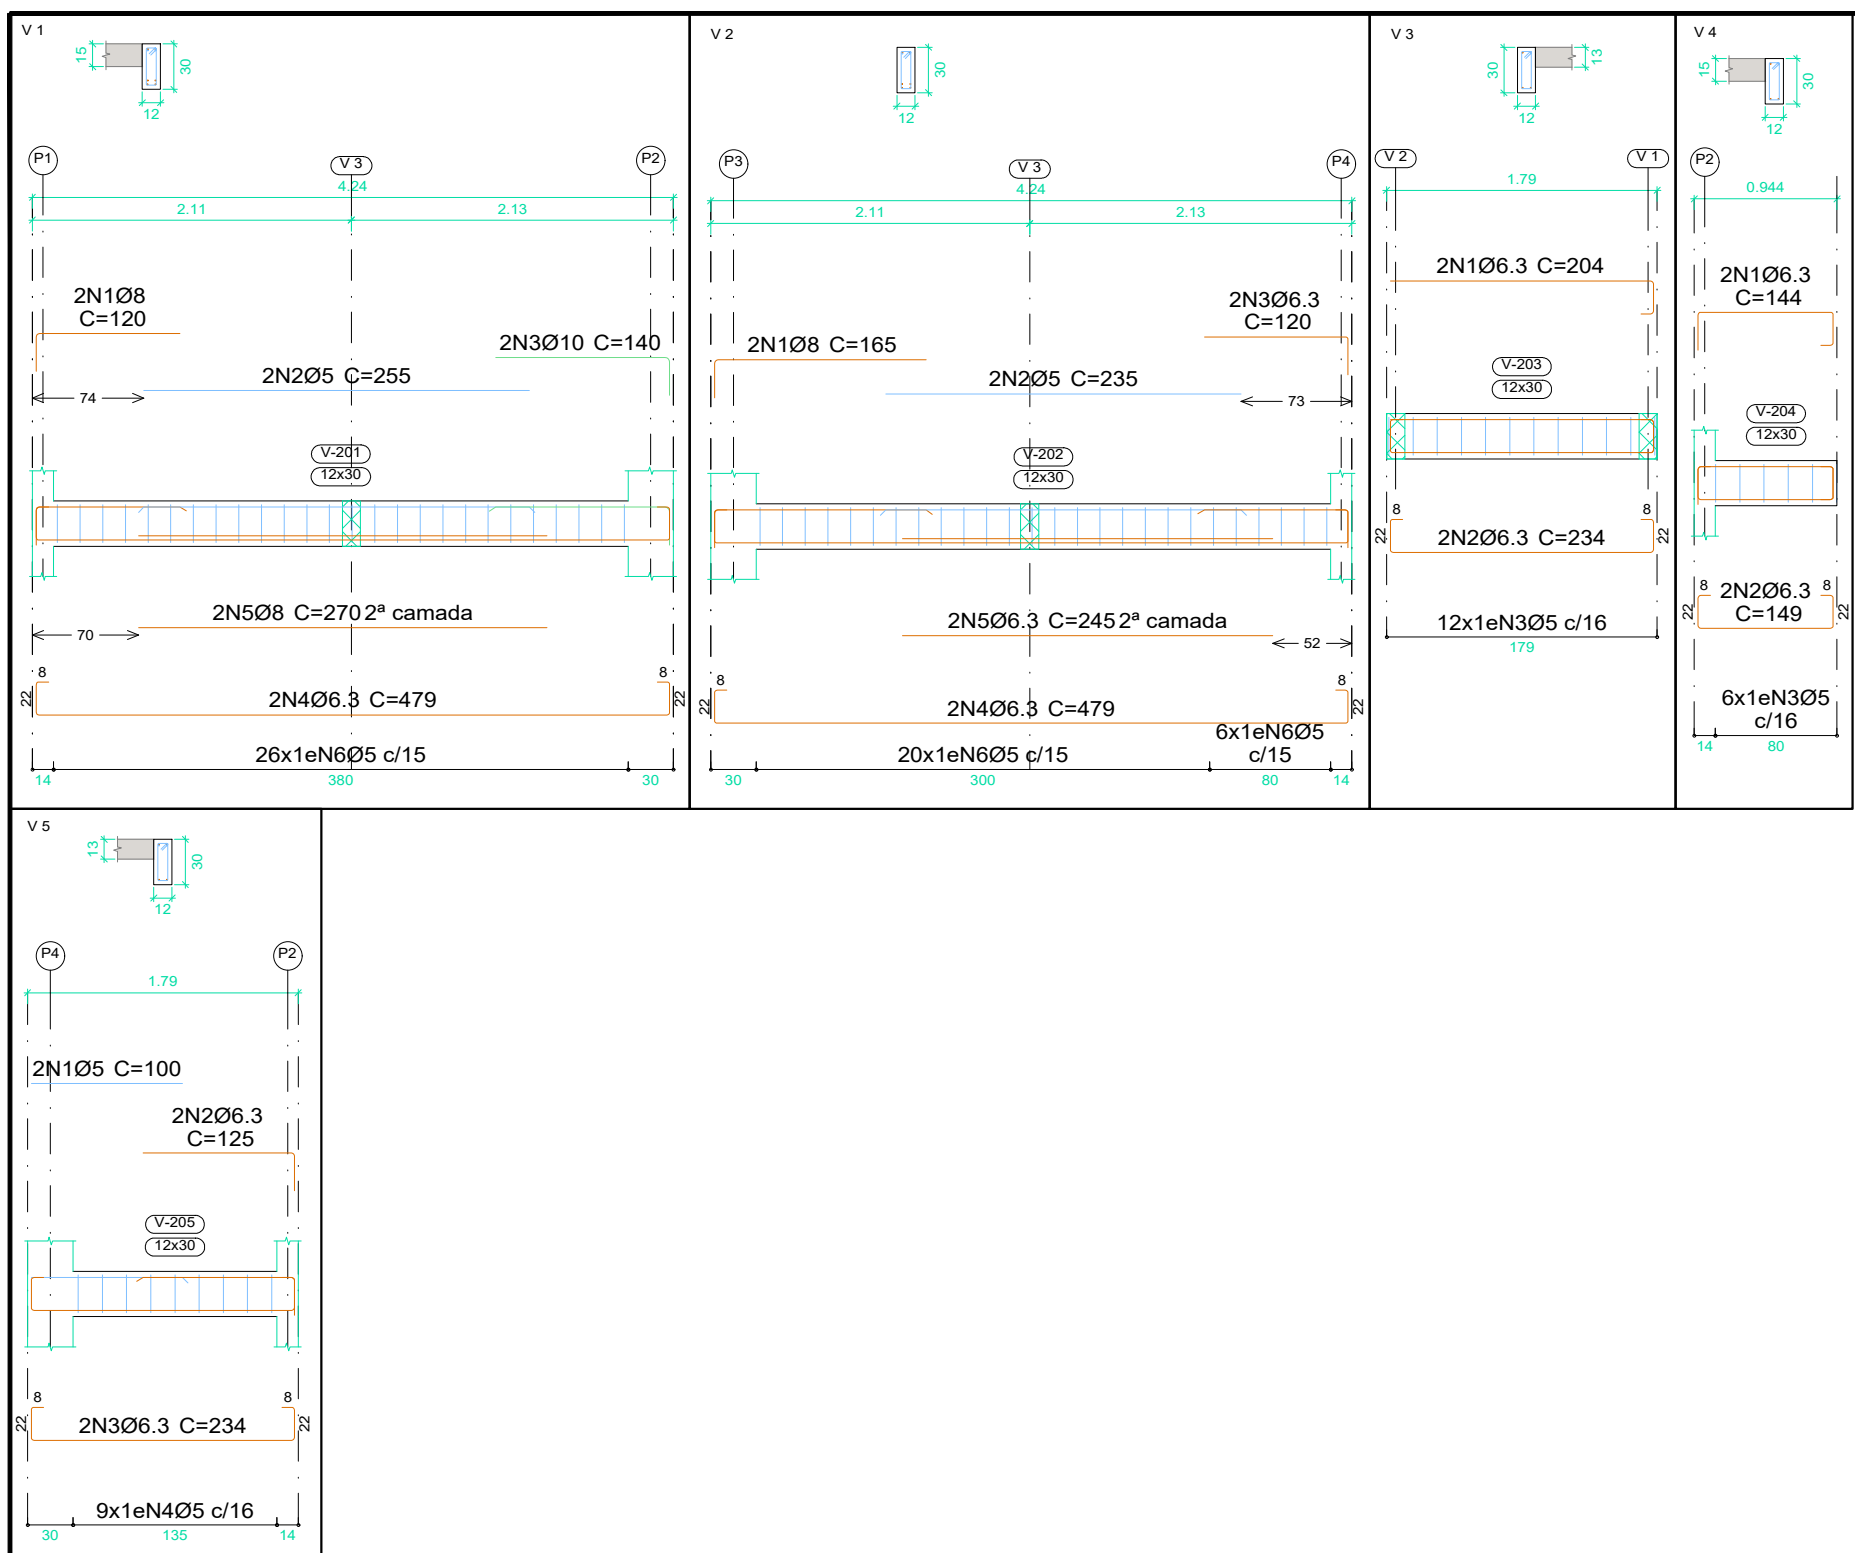 V 1
15
30
12
P1
V 3
P2
4.24
2.11
2.13
2N1Ø8
C=120
2N3Ø10 C=140
2N2Ø5 C=255
74
V-201
12x30
2N5Ø8 C=270 2ª camada
70
8
8
22
2N4Ø6.3 C=479
22
26x1eN6Ø5 c/15
14
380
30
V 2
30
12
P3
V 3
P4
4.24
2.11
2.13
2N3Ø6.3
C=120
2N1Ø8 C=165
2N2Ø5 C=235
73
V-202
12x30
2N5Ø6.3 C=245 2ª camada
52
8
8
22
2N4Ø6.3 C=479
22
6x1eN6Ø5
c/15
20x1eN6Ø5 c/15
30
300
80
14
V 3
30
13
12
V 2
V 1
1.79
2N1Ø6.3 C=204
V-203
12x30
8
8
22
2N2Ø6.3 C=234
22
12x1eN3Ø5 c/16
179
V 4
15
30
12
P2
0.944
2N1Ø6.3
C=144
V-204
12x30
8
8
22
2N2Ø6.3
C=149
22
6x1eN3Ø5
c/16
14
80
V 5
13
30
12
P4
P2
1.79
2N1Ø5 C=100
2N2Ø6.3
C=125
V-205
12x30
8
8
22
2N3Ø6.3 C=234
22
9x1eN4Ø5 c/16
30
135
14